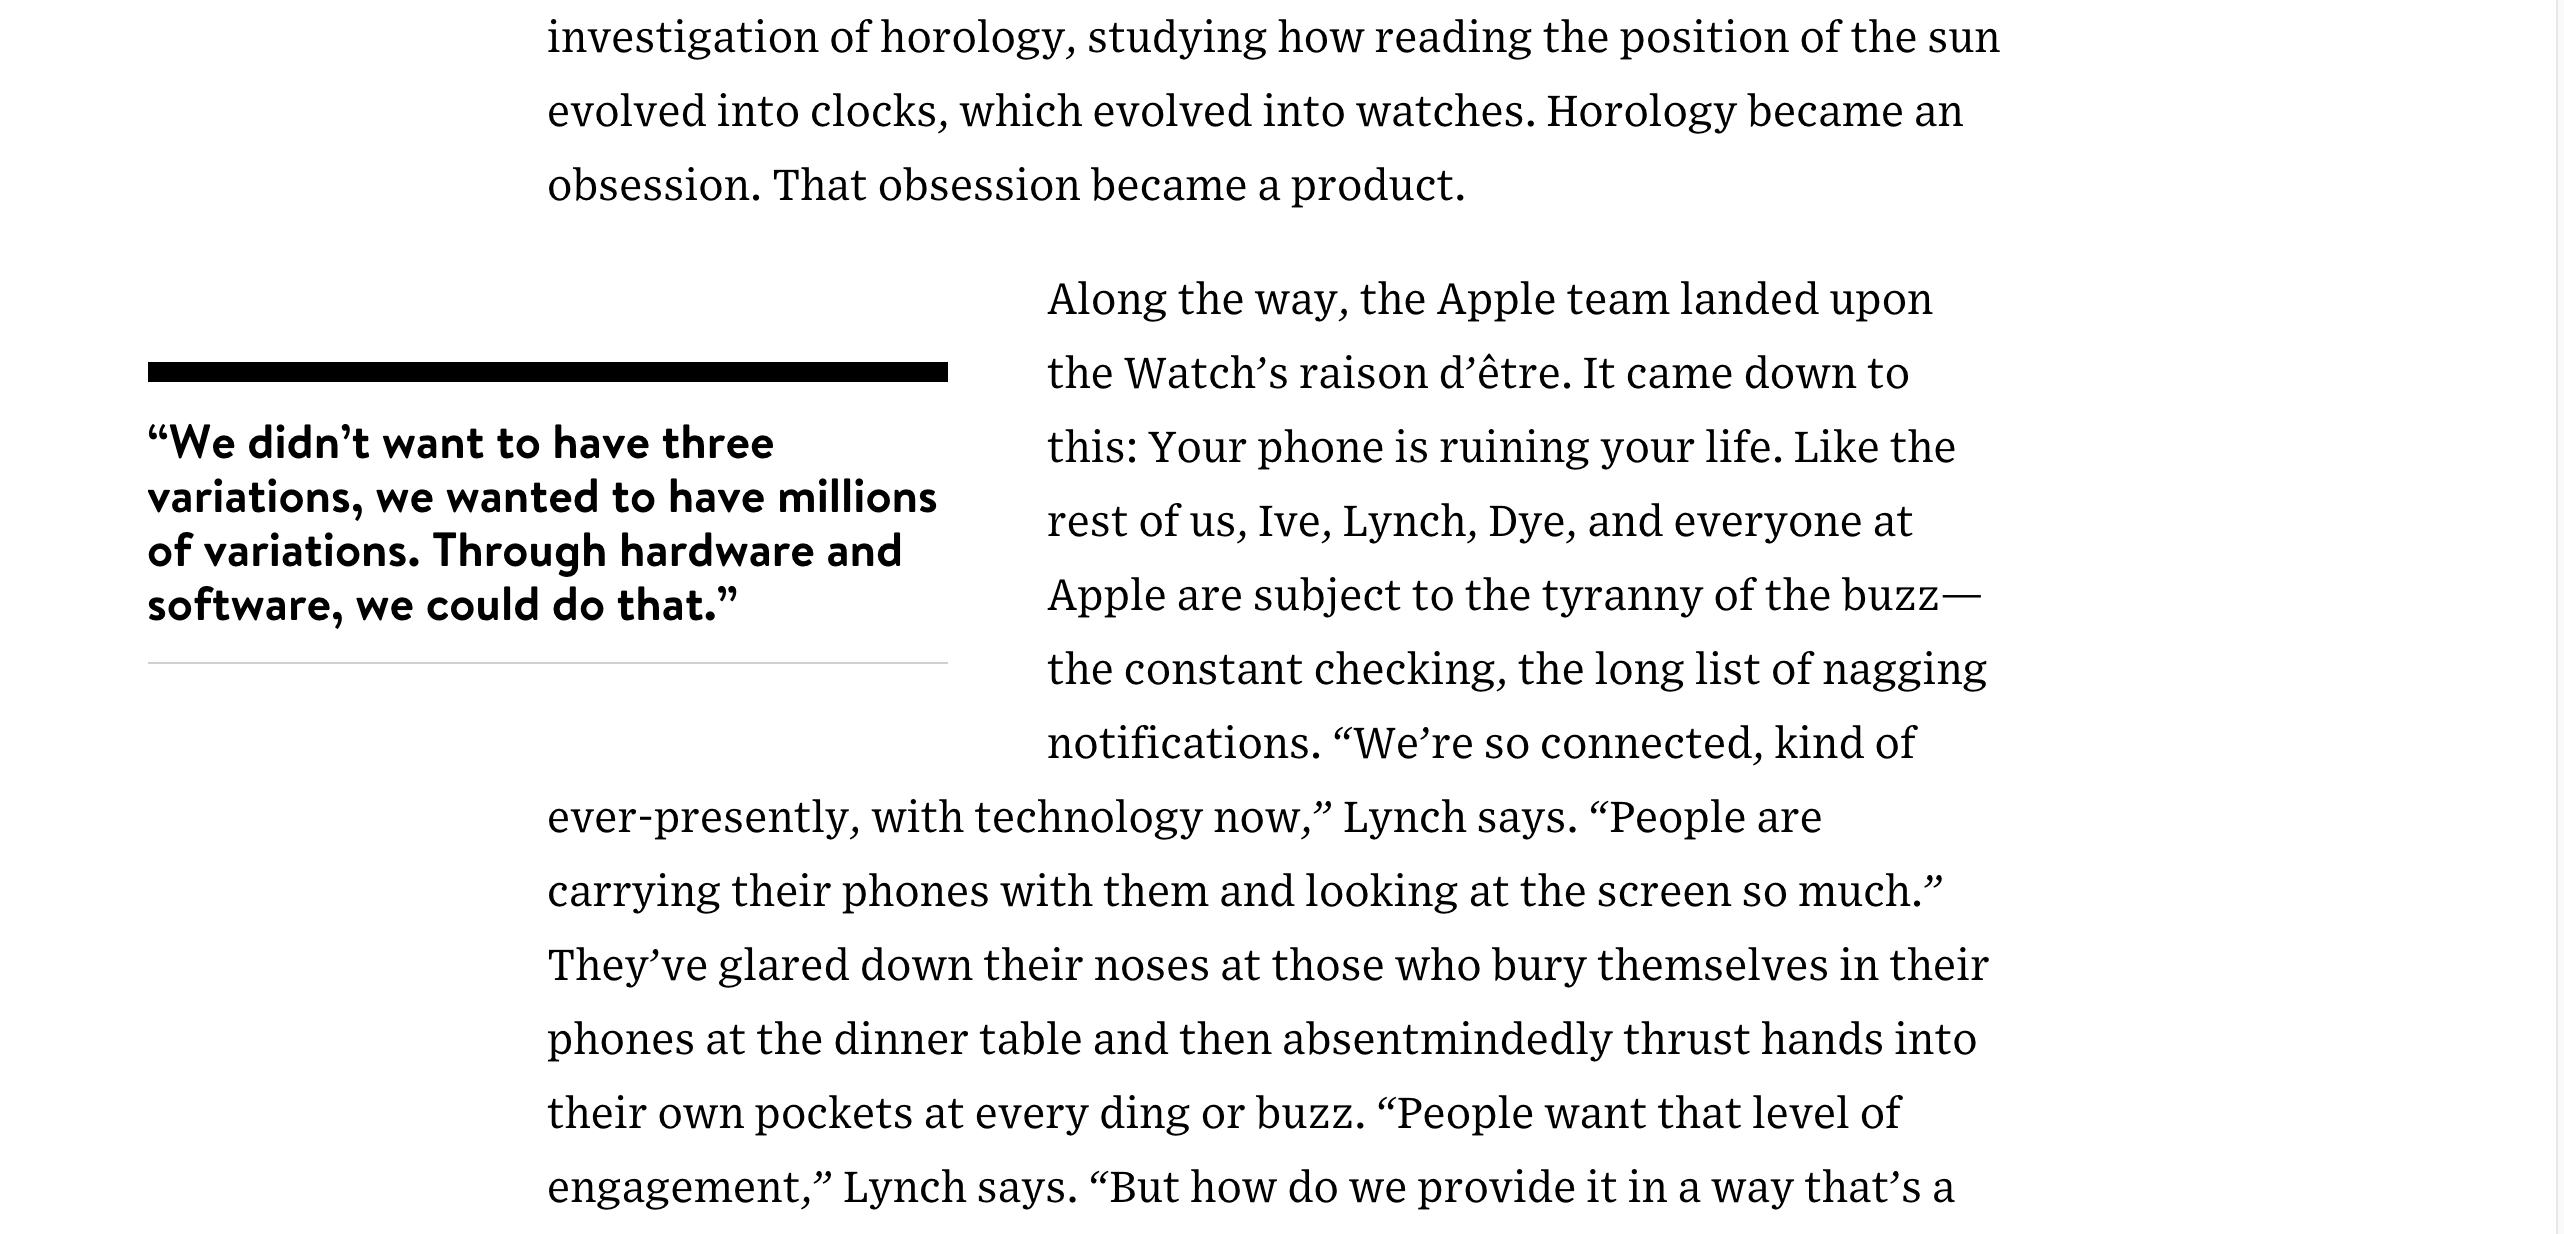 investigation of horology, studying how reading the position of the sun
evolved into clocks, which evolved into watches. Horology became an
obsession. That obsession became a product.
“We didn’t want to have three
variations, we wanted to have millions
of variations. Through hardware and
software, we could do that.”
Along the way, the Apple team landed upon
the Watch’s raison d’être. It came down to
this: Your phone is ruining your life. Like the
rest of us, Ive, Lynch, Dye, and everyone at
Apple are subject to the tyranny of the buzz—
the constant checking, the long list of nagging
notifications. “We’re so connected, kind of
ever-presently, with technology now,” Lynch says. “People are
carrying their phones with them and looking at the screen so much.”
They’ve glared down their noses at those who bury themselves in their
phones at the dinner table and then absentmindedly thrust hands into
their own pockets at every ding or buzz. “People want that level of
engagement,” Lynch says. “But how do we provide it in a way that’s a